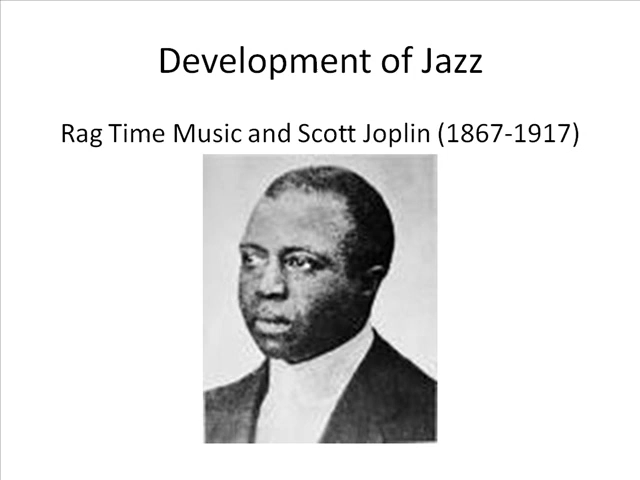 Development of Jazz
Rag Time Music and Scott Joplin (1867-1917)